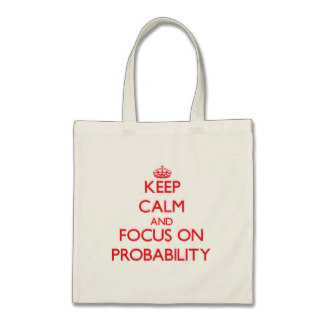 KEEP
CALM
AND
FOCUS ON
PROBABILITY